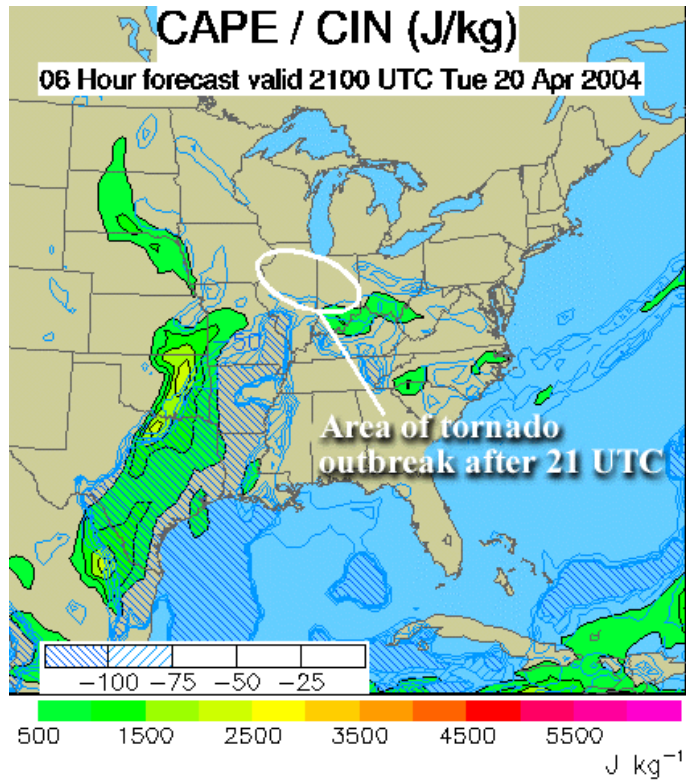 CAPE / CIN (J/kg)
06 Hour forecast valid 2100 UTC Tue 20 Apr 2004
50
Area of tornado
outbreak after 21 UTC
−100 −75 −50 −25
500 1500 2500 3500 4500 5500
J kg⁻¹